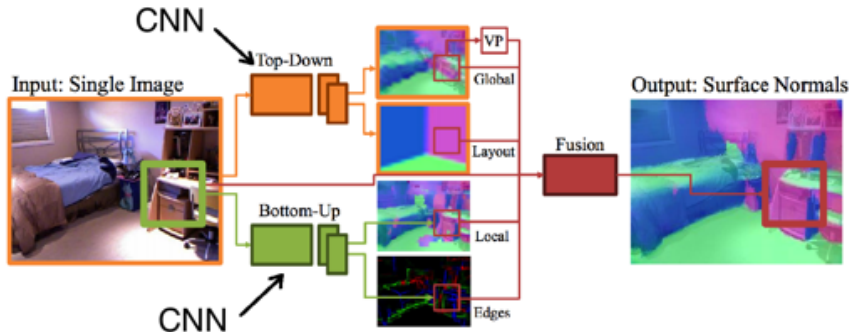 CNN
Top-Down
VP
Input: Single Image
Global
Output: Surface Normals
Layout
Fusion
Bottom-Up
Local
CNN
Edges